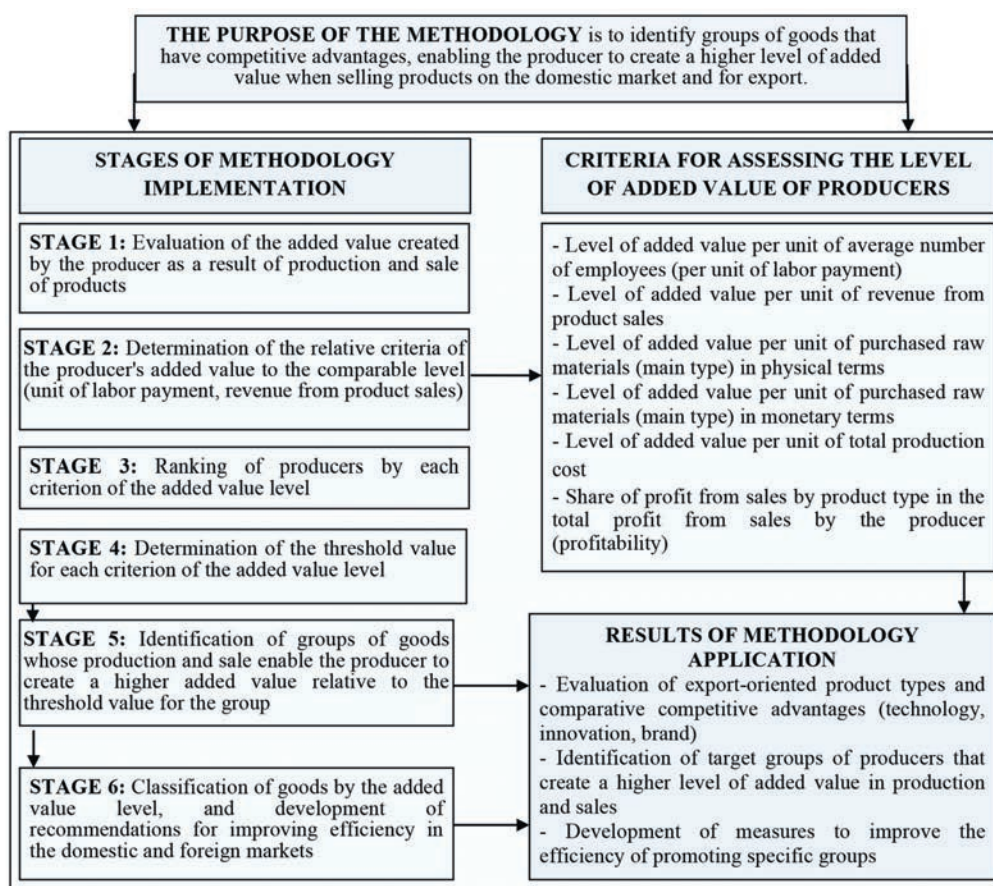 THE PURPOSE OF THE METHODOLOGY is to identify groups of goods that
have competitive advantages, enabling the producer to create a higher level of added
value when selling products on the domestic market and for export.
STAGES OF METHODOLOGY
IMPLEMENTATION
STAGE 1: Evaluation of the added value created
by the producer as a result of production and sale
of products
STAGE 2: Determination of the relative criteria of
the producer's added value to the comparable level
(unit of labor payment, revenue from product sales)
STAGE 3: Ranking of producers by each
criterion of the added value level
STAGE 4: Determination of the threshold value
for each criterion of the added value level
STAGE 5: Identification of groups of goods
whose production and sale enable the producer to
create a higher added value relative to the
threshold value for the group
STAGE 6: Classification of goods by the added
value level, and development of
recommendations for improving efficiency in
the domestic and foreign markets
CRITERIA FOR ASSESSING THE LEVEL
OF ADDED VALUE OF PRODUCERS
- Level of added value per unit of average number
of employees (per unit of labor payment)
- Level of added value per unit of revenue from
product sales
- Level of added value per unit of purchased raw
materials (main type) in physical terms
- Level of added value per unit of purchased raw
materials (main type) in monetary terms
- Level of added value per unit of total production
cost
- Share of profit from sales by product type in the
total profit from sales by the producer
(profitability)
RESULTS OF METHODOLOGY
APPLICATION
- Evaluation of export-oriented product types and
comparative competitive advantages (technology,
innovation, brand)
- Identification of target groups of producers that
create a higher level of added value in production
and sales
- Development of measures to improve the
efficiency of promoting specific groups